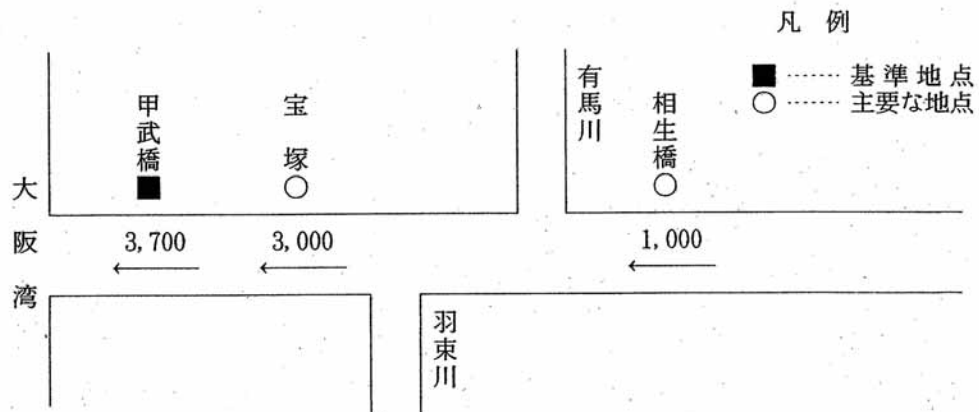 凡例
■ …… 基準地点
○ …… 主要な地点
甲武橋
宝塚
有馬川
相生橋
大阪湾
3,700
3,000
1,000
羽束川